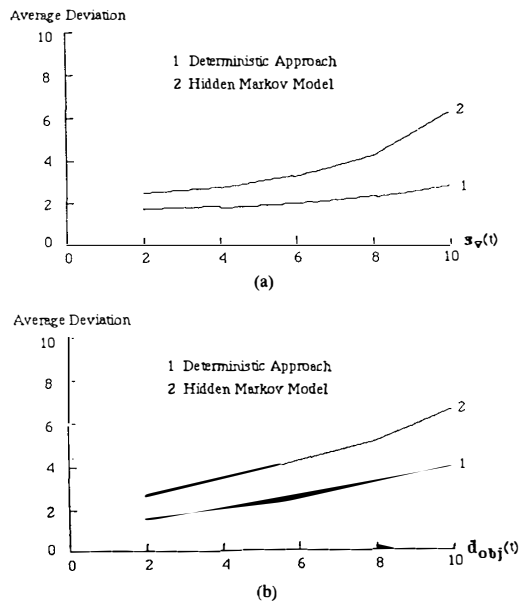 Average Deviation
10
1 Deterministic Approach
8
2 Hidden Markov Model
6
2
4
1
2
0
0 2 4 6 8 10 s_v(t)
(a)
Average Deviation
10
1 Deterministic Approach
8
2 Hidden Markov Model
6
2
4
1
2
0
0 2 4 6 8 10 d_obj(t)
(b)